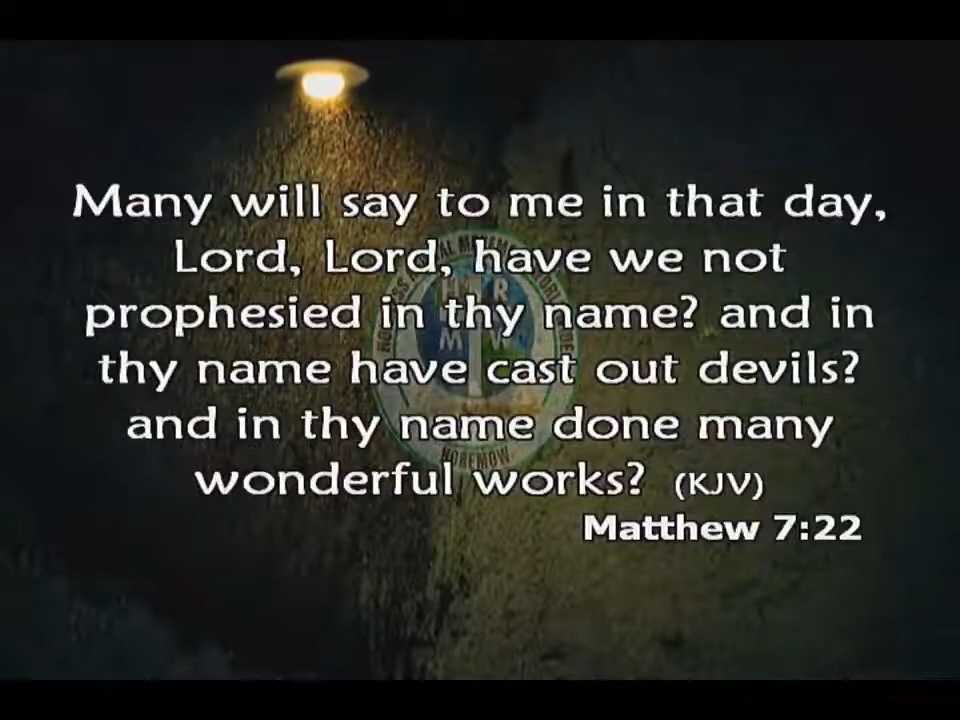 Many will say to me in that day,
Lord, Lord, have we not
prophesied in thy name? and in
thy name have cast out devils?
and in thy name done many
wonderful works? (KJV)
Matthew 7:22
HOREMOW